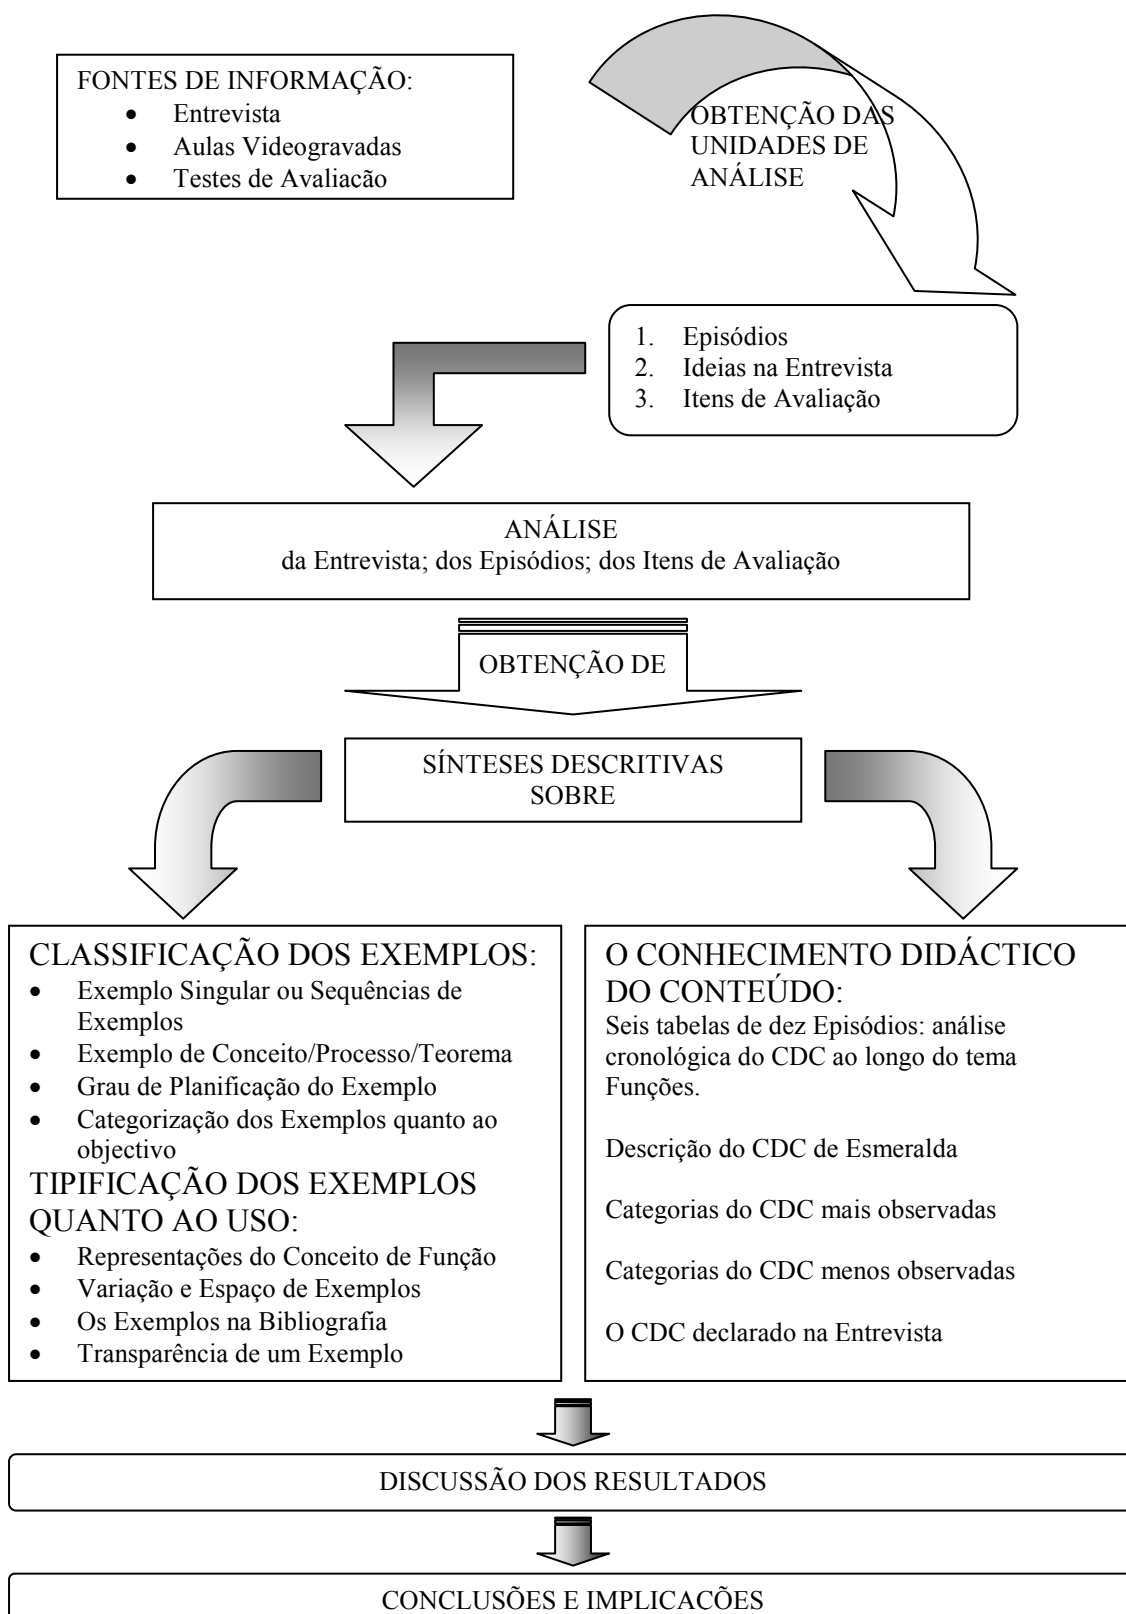 FONTES DE INFORMAÇÃO:
• Entrevista
• Aulas Videogravadas
• Testes de Avaliacão
OBTENÇÃO DAS
UNIDADES DE
ANÁLISE
1. Episódios
2. Ideias na Entrevista
3. Itens de Avaliação
ANÁLISE
da Entrevista; dos Episódios; dos Itens de Avaliação
OBTENÇÃO DE
SÍNTESES DESCRITIVAS
SOBRE
CLASSIFICAÇÃO DOS EXEMPLOS:
• Exemplo Singular ou Sequências de
Exemplos
• Exemplo de Conceito/Processo/Teorema
• Grau de Planificação do Exemplo
• Categorização dos Exemplos quanto ao
objectivo
TIPIFICAÇÃO DOS EXEMPLOS
QUANTO AO USO:
• Representações do Conceito de Função
• Variação e Espaço de Exemplos
• Os Exemplos na Bibliografia
• Transparência de um Exemplo
O CONHECIMENTO DIDÁCTICO
DO CONTEÚDO:
Seis tabelas de dez Episódios: análise
cronológica do CDC ao longo do tema
Funções.
Descrição do CDC de Esmeralda
Categorias do CDC mais observadas
Categorias do CDC menos observadas
O CDC declarado na Entrevista
DISCUSSÃO DOS RESULTADOS
CONCLUSÕES E IMPLICAÇÕES